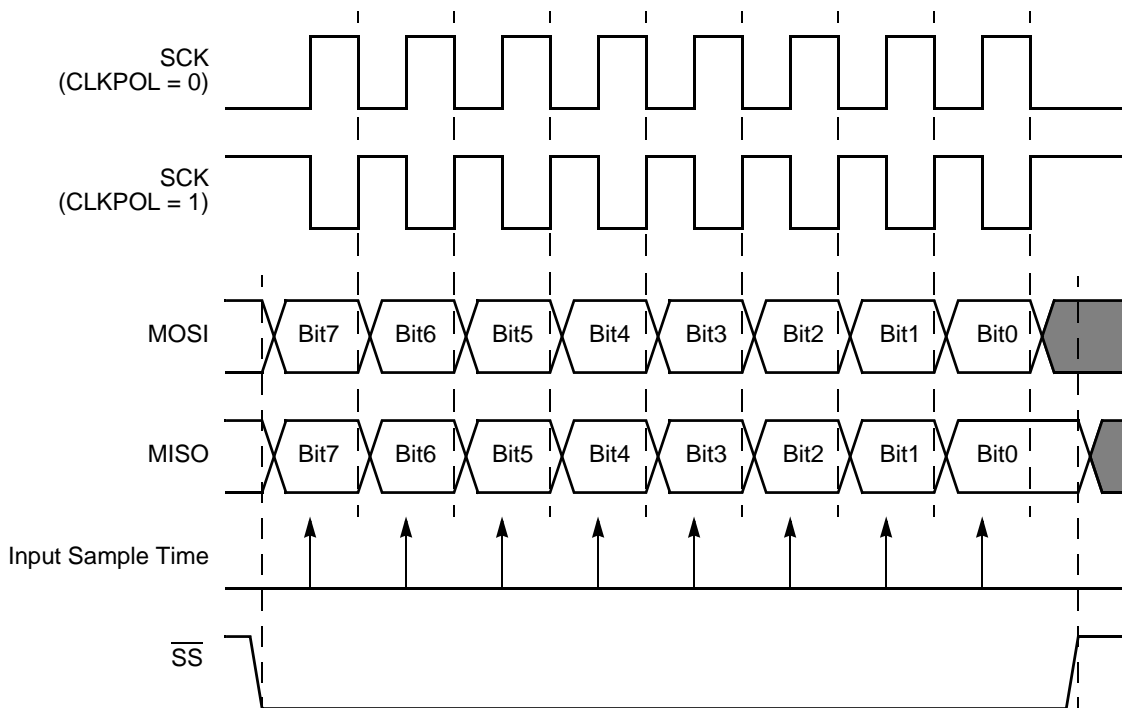 SCK
(CLKPOL = 0)
SCK
(CLKPOL = 1)
MOSI
Bit7 Bit6 Bit5 Bit4 Bit3 Bit2 Bit1 Bit0
MISO
Bit7 Bit6 Bit5 Bit4 Bit3 Bit2 Bit1 Bit0
Input Sample Time
SS